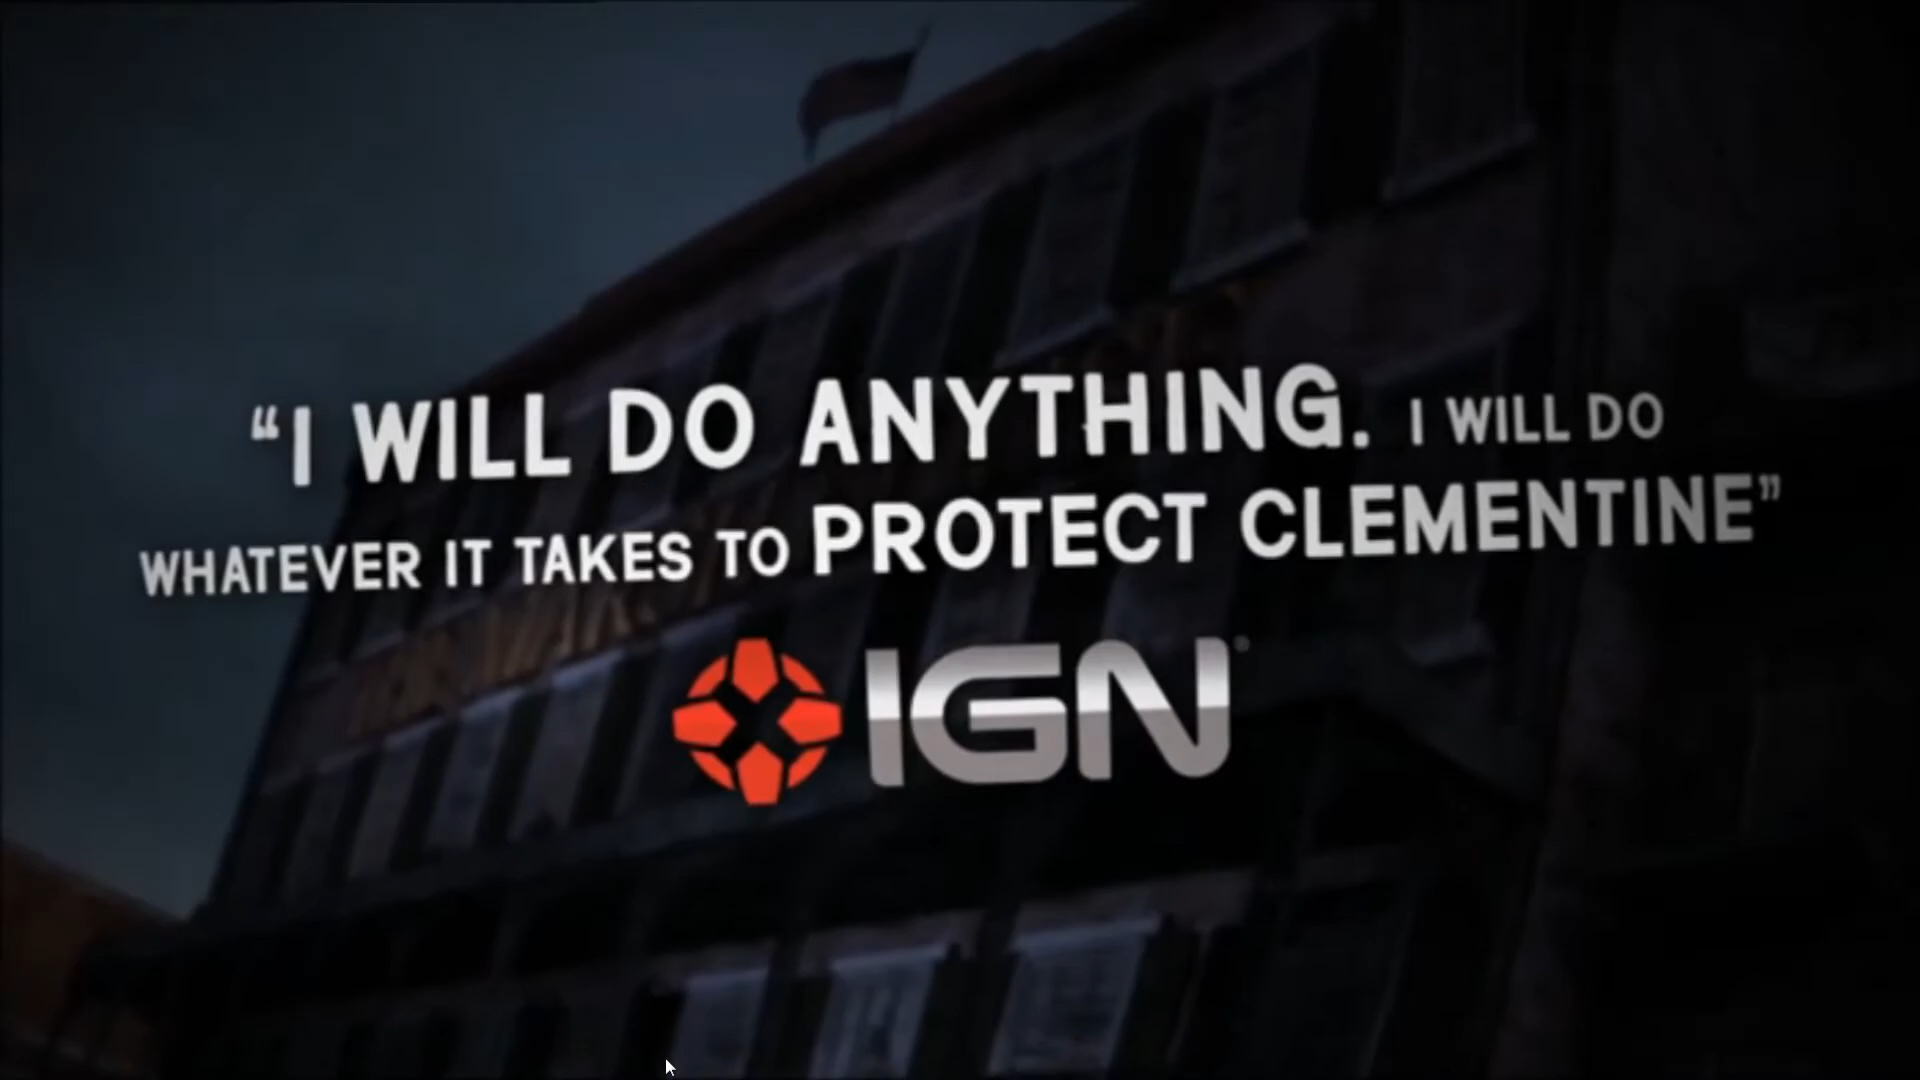 “I WILL DO ANYTHING. I WILL DO
WHATEVER IT TAKES TO PROTECT CLEMENTINE”
IGN